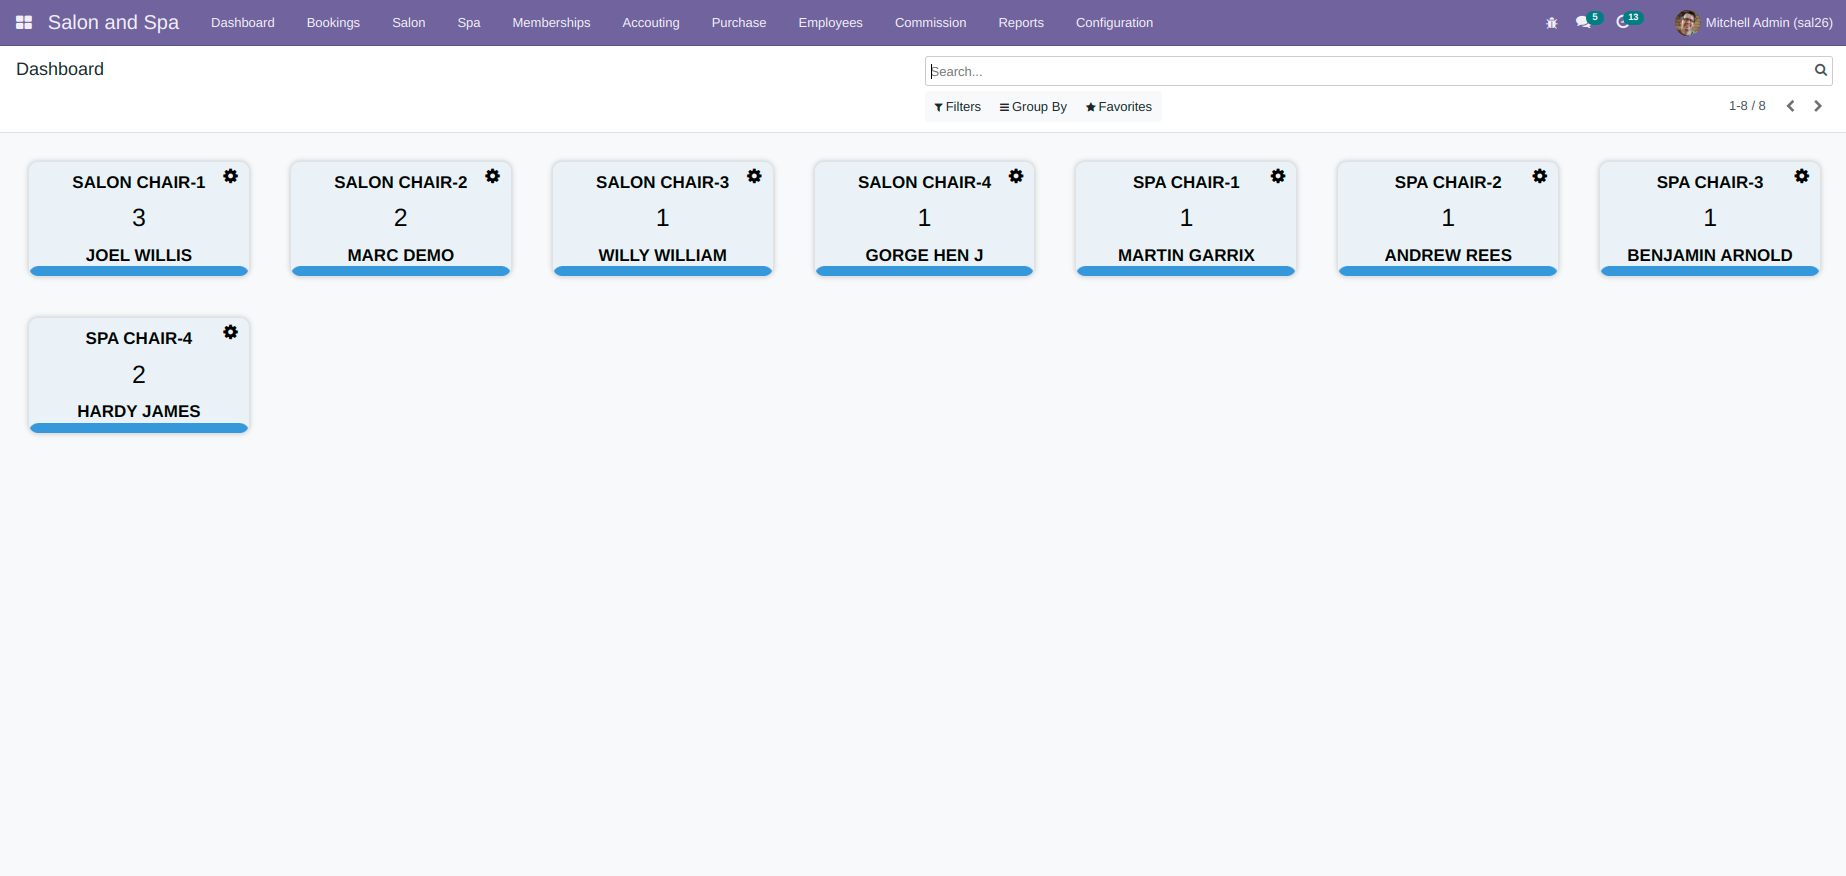 Salon and Spa Dashboard Bookings Salon Spa Memberships Accouting Purchase Employees Commission Reports Configuration 5 13 Mitchell Admin (sal26)
Dashboard
Search...
Filters Group By Favorites 1-8 / 8
SALON CHAIR-1
3
JOEL WILLIS
SALON CHAIR-2
2
MARC DEMO
SALON CHAIR-3
1
WILLY WILLIAM
SALON CHAIR-4
1
GORGE HEN J
SPA CHAIR-1
1
MARTIN GARRIX
SPA CHAIR-2
1
ANDREW REES
SPA CHAIR-3
1
BENJAMIN ARNOLD
SPA CHAIR-4
2
HARDY JAMES